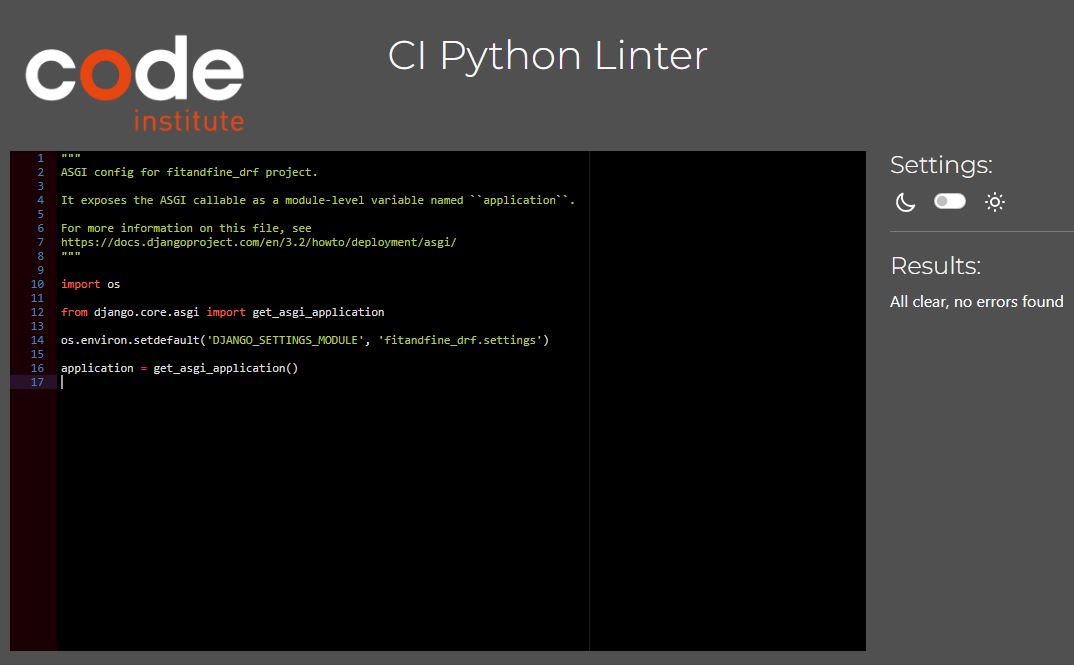 code
institute
CI Python Linter
1 """
2 ASGI config for fitandfine_drf project.
3
4 It exposes the ASGI callable as a module-level variable named ``application``.
5
6 For more information on this file, see
7 https://docs.djangoproject.com/en/3.2/howto/deployment/asgi/
8 """
9
10 import os
11
12 from django.core.asgi import get_asgi_application
13
14 os.environ.setdefault('DJANGO_SETTINGS_MODULE', 'fitandfine_drf.settings')
15
16 application = get_asgi_application()
17
Settings:
Results:
All clear, no errors found